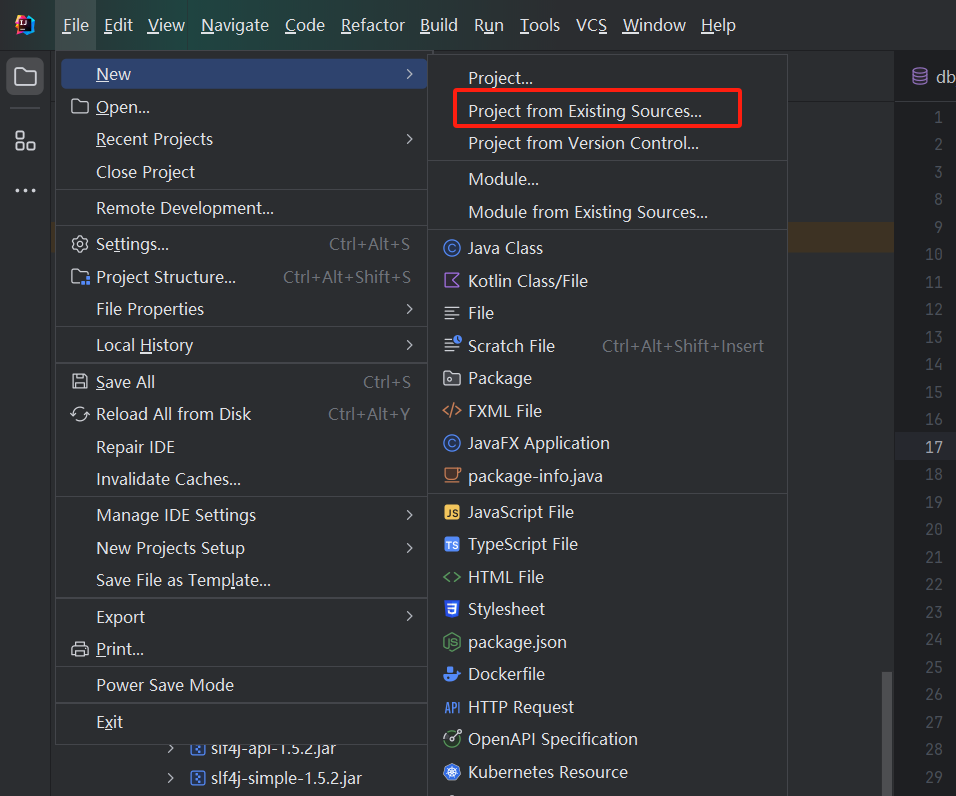 File Edit View Navigate Code Refactor Build Run Tools VCS Window Help
New
Open...
Recent Projects
Close Project
Remote Development...
Settings... Ctrl+Alt+S
Project Structure... Ctrl+Alt+Shift+S
File Properties
Local History
Save All Ctrl+S
Reload All from Disk Ctrl+Alt+Y
Repair IDE
Invalidate Caches...
Manage IDE Settings
New Projects Setup
Save File as Template...
Export
Print...
Power Save Mode
Exit
slf4j-api-1.5.2.jar
slf4j-simple-1.5.2.jar
Project...
Project from Existing Sources...
Project from Version Control...
Module...
Module from Existing Sources...
Java Class
Kotlin Class/File
File
Scratch File Ctrl+Alt+Shift+Insert
Package
FXML File
JavaFX Application
package-info.java
JS JavaScript File
TS TypeScript File
HTML File
Stylesheet
package.json
Dockerfile
API HTTP Request
OpenAPI Specification
Kubernetes Resource
db
1
2
3
8
9
10
11
12
13
14
15
16
17
18
19
20
21
22
23
24
25
26
27
28
29